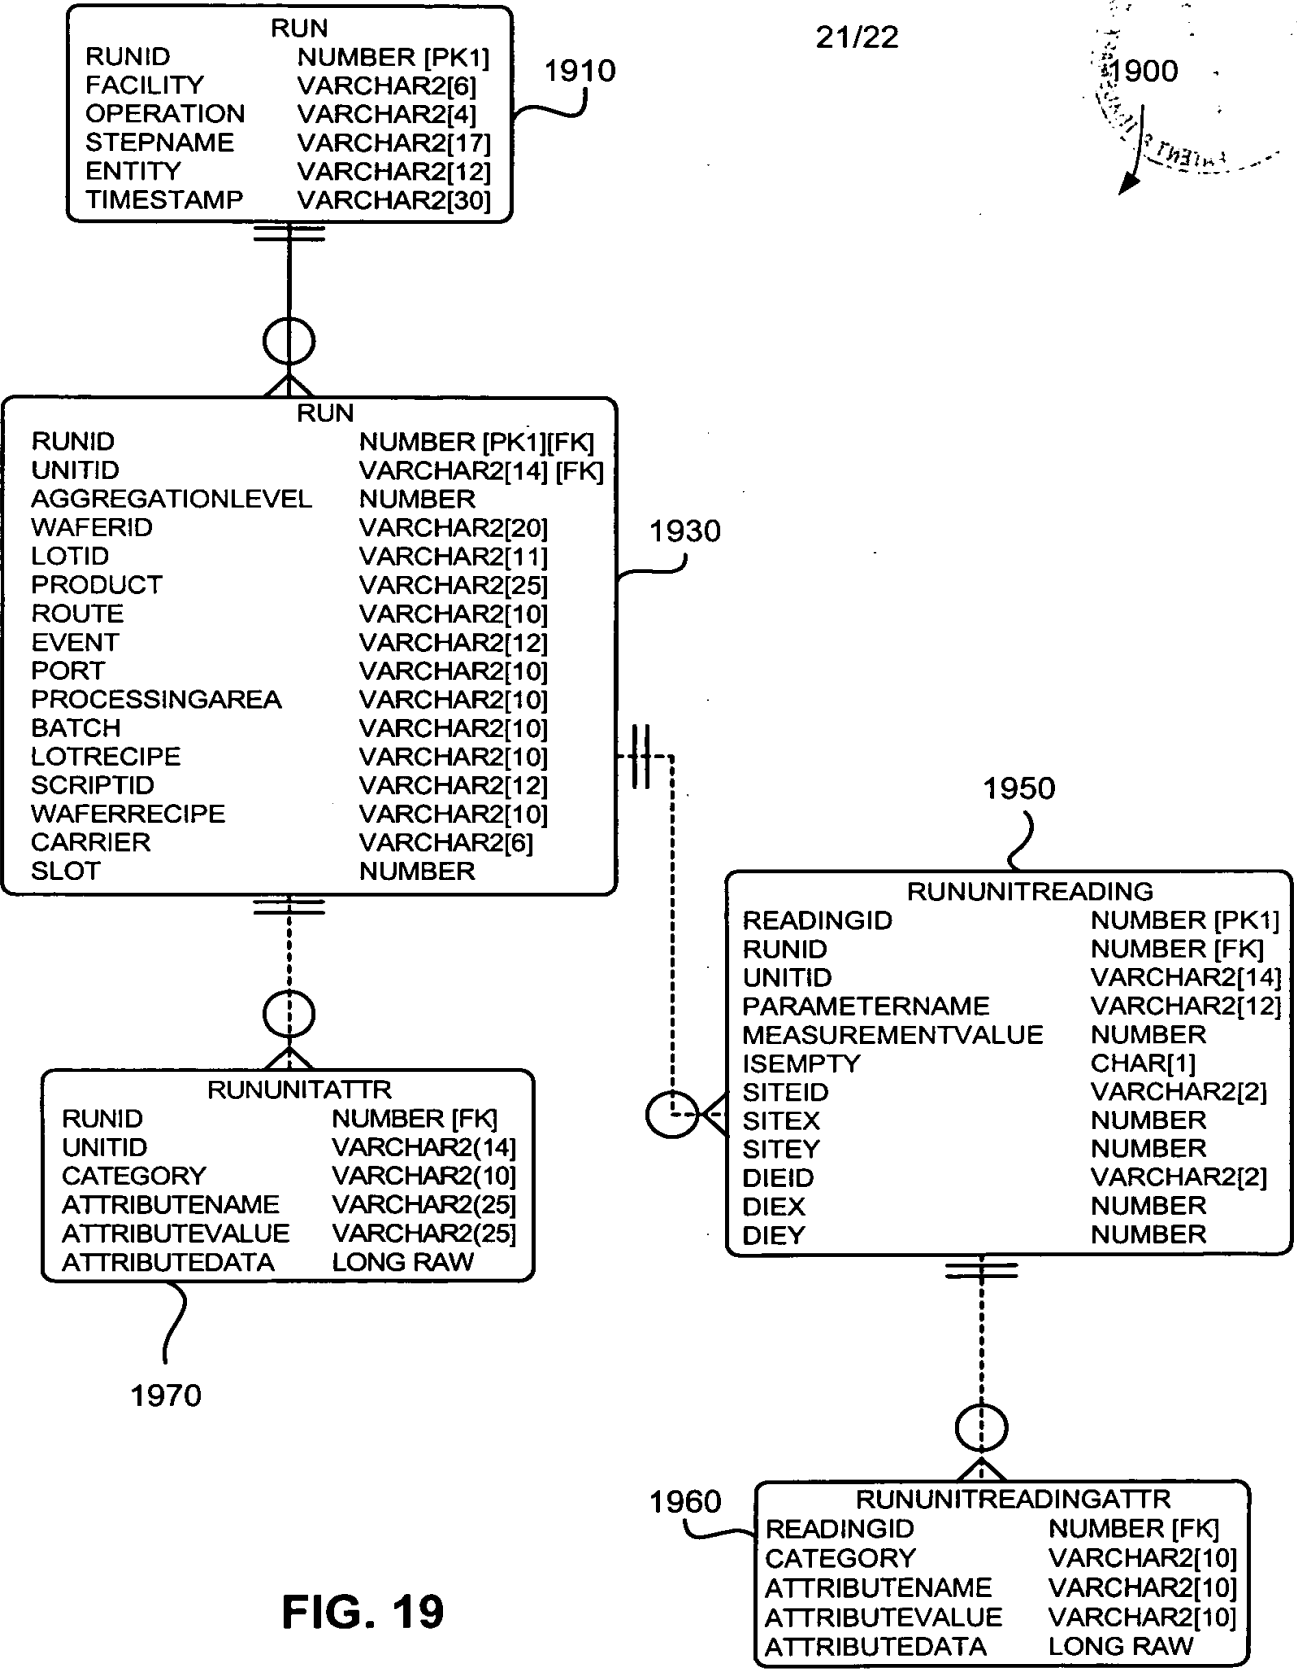 21/22
1900
RUN
RUNID NUMBER [PK1]
FACILITY VARCHAR2[6]
OPERATION VARCHAR2[4]
STEPNAME VARCHAR2[17]
ENTITY VARCHAR2[12]
TIMESTAMP VARCHAR2[30]
1910
RUN
RUNID NUMBER [PK1][FK]
UNITID VARCHAR2[14] [FK]
AGGREGATIONLEVEL NUMBER
WAFERID VARCHAR2[20]
LOTID VARCHAR2[11]
PRODUCT VARCHAR2[25]
ROUTE VARCHAR2[10]
EVENT VARCHAR2[12]
PORT VARCHAR2[10]
PROCESSINGAREA VARCHAR2[10]
BATCH VARCHAR2[10]
LOTRECIPE VARCHAR2[10]
SCRIPTID VARCHAR2[12]
WAFERRECIPE VARCHAR2[10]
CARRIER VARCHAR2[6]
SLOT NUMBER
1930
1950
RUNUNITREADING
READINGID NUMBER [PK1]
RUNID NUMBER [FK]
UNITID VARCHAR2[14]
PARAMETERNAME VARCHAR2[12]
MEASUREMENTVALUE NUMBER
ISEMPTY CHAR[1]
SITEID VARCHAR2[2]
SITEX NUMBER
SITEY NUMBER
DIEID VARCHAR2[2]
DIEX NUMBER
DIEY NUMBER
RUNUNITATTR
RUNID NUMBER [FK]
UNITID VARCHAR2(14]
CATEGORY VARCHAR2(10]
ATTRIBUTENAME VARCHAR2(25]
ATTRIBUTEVALUE VARCHAR2(25]
ATTRIBUTEDATA LONG RAW
1970
1960
RUNUNITREADINGATTR
READINGID NUMBER [FK]
CATEGORY VARCHAR2[10]
ATTRIBUTENAME VARCHAR2[10]
ATTRIBUTEVALUE VARCHAR2[10]
ATTRIBUTEDATA LONG RAW
FIG. 19